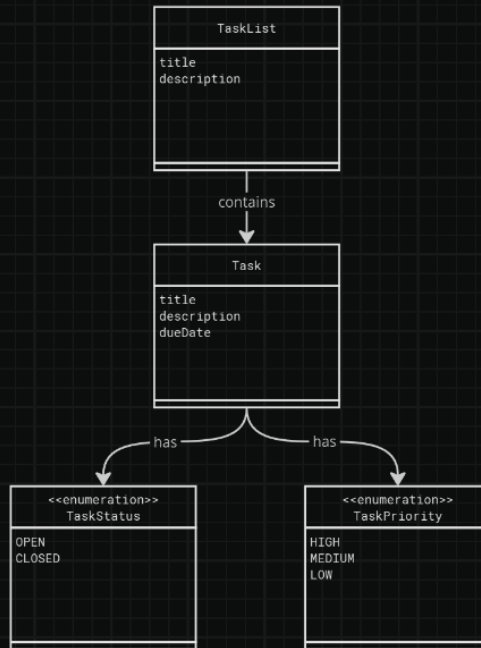 TaskList
title
description
contains
Task
title
description
dueDate
has
has
<<enumeration>>
TaskStatus
OPEN
CLOSED
<<enumeration>>
TaskPriority
HIGH
MEDIUM
LOW